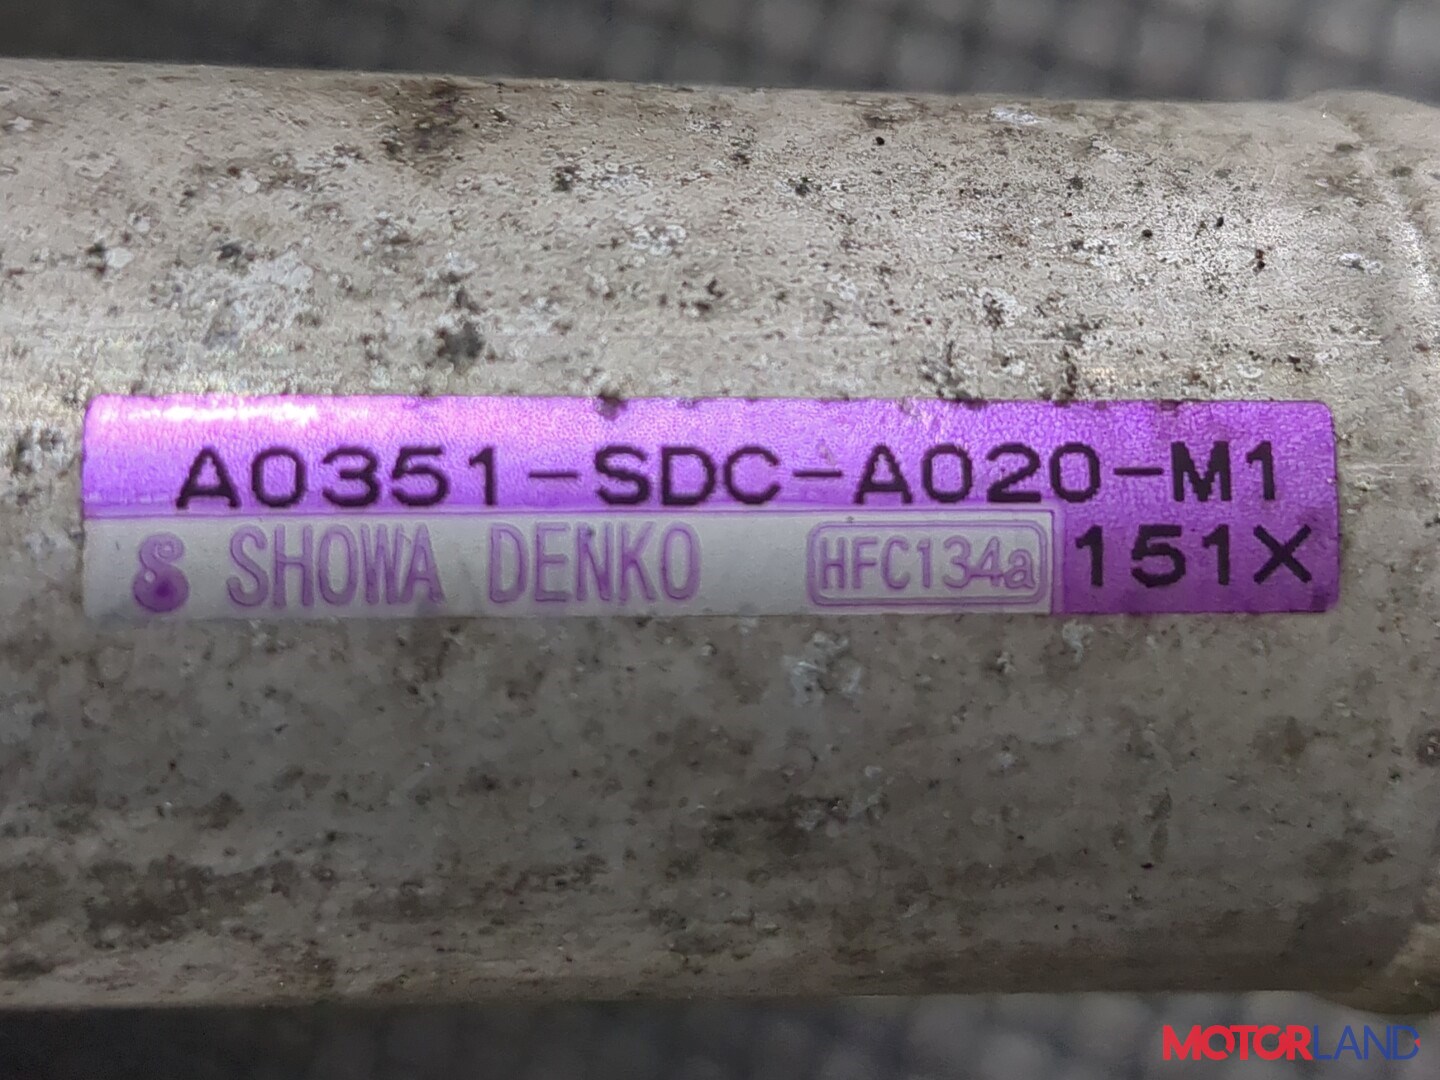 A0351-SDC-A020-M1
SHOWA DENKO HFC134a 151X
MOTORLAND